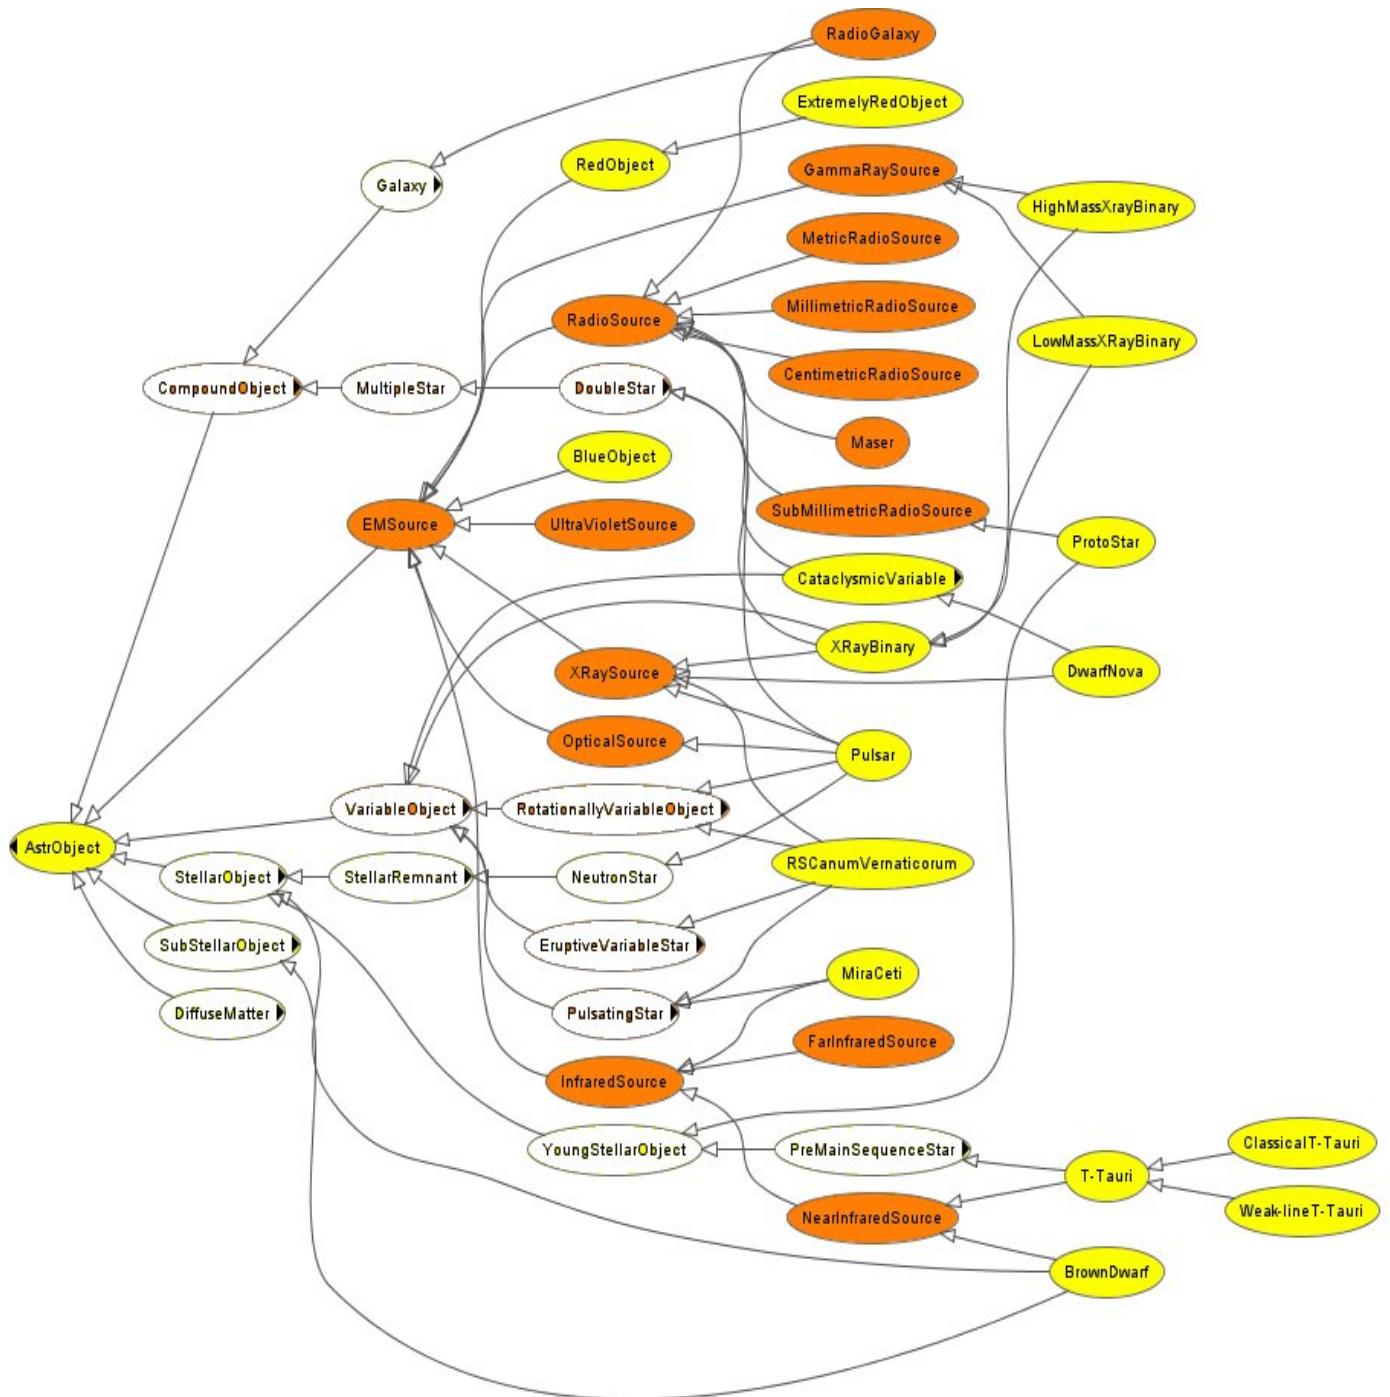 RadioGalaxy
ExtremelyRedObject
RedObject
GammaRaySource
Galaxy
HighMassXrayBinary
MetricRadioSource
MillimetricRadioSource
RadioSource
LowMassXRayBinary
CentimetricRadioSource
CompoundObject
MultipleStar
DoubleStar
Maser
BlueObject
SubMillimetricRadioSource
EMSource
UltraVioletSource
ProtoStar
CataclysmicVariable
XRayBinary
XRaySource
DwarfNova
OpticalSource
Pulsar
VariableObject
RotationallyVariableObject
AstrObject
RSCanumVernaticorum
StellarObject
StellarRemnant
NeutronStar
SubStellarObject
EruptiveVariableStar
MiraCeti
DiffuseMatter
PulsatingStar
FarInfraredSource
InfraredSource
ClassicalT-Tauri
YoungStellarObject
PreMainSequenceStar
T-Tauri
Weak-lineT-Tauri
NearInfraredSource
BrownDwarf